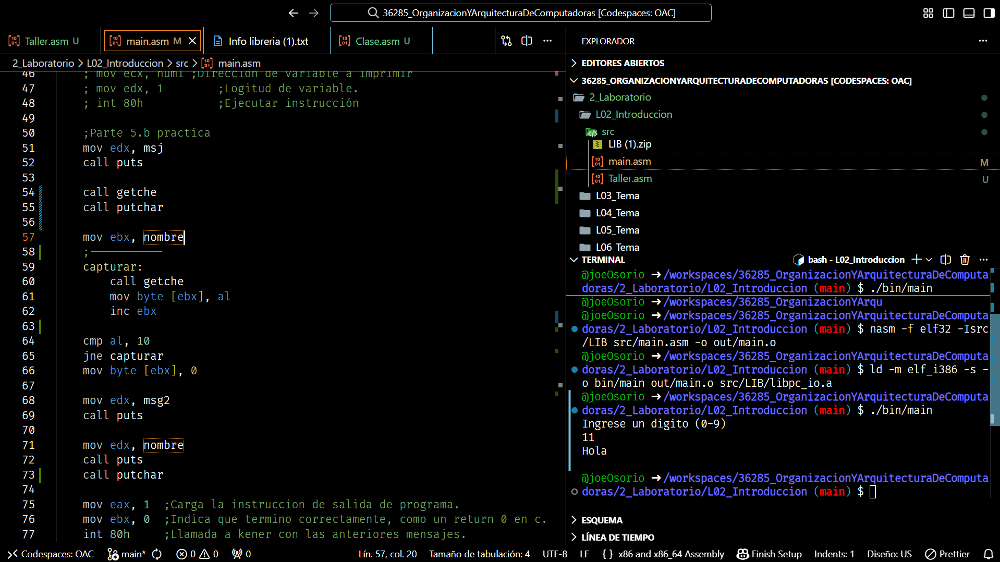 36285_OrganizacionYArquitecturaDeComputadoras [Codespaces: OAC]
Taller.asm U
main.asm M
Info libreria (1).txt
Clase.asm U
2_Laboratorio > L02_Introduccion > src > main.asm
46 ; mov ecx, num1 ;Dirección de variable a imprimir
47 ; mov edx, 1 ;Logitud de variable.
48 ; int 80h ;Ejecutar instrucción
49
50 ;Parte 5.b practica
51 mov edx, msj
52 call puts
53
54 call getche
55 call putchar
56
57 mov ebx, nombre
58 ;-----------
59 capturar:
60 call getche
61 mov byte [ebx], al
62 inc ebx
63
64 cmp al, 10
65 jne capturar
66 mov byte [ebx], 0
67
68 mov edx, msg2
69 call puts
70
71 mov edx, nombre
72 call puts
73 call putchar
74
75 mov eax, 1 ;Carga la instruccion de salida de programa.
76 mov ebx, 0 ;Indica que termino correctamente, como un return 0 en c.
77 int 80h ;Llamada a kener con las anteriores mensajes.
EXPLORADOR
EDITORES ABIERTOS
36285_ORGANIZACIONYARQUITECTURADECOMPUTADORAS [CODESPACES: OAC]
2_Laboratorio
L02_Introduccion
src
LIB (1).zip
main.asm M
Taller.asm U
L03_Tema
L04_Tema
L05_Tema
L06_Tema
TERMINAL
bash - L02_Introduccion
@joeOsorio ➜/workspaces/36285_OrganizacionYArquitecturaDeComputa
doras/2_Laboratorio/L02_Introduccion (main) $ ./bin/main
@joeOsorio ➜/workspaces/36285_OrganizacionYArqu
@joeOsorio ➜/workspaces/36285_OrganizacionYArquitecturaDeComputa
doras/2_Laboratorio/L02_Introduccion (main) $ nasm -f elf32 -Isrc
/LIB src/main.asm -o out/main.o
@joeOsorio ➜/workspaces/36285_OrganizacionYArquitecturaDeComputa
doras/2_Laboratorio/L02_Introduccion (main) $ ld -m elf_i386 -s -
o bin/main out/main.o src/LIB/libpc_io.a
@joeOsorio ➜/workspaces/36285_OrganizacionYArquitecturaDeComputa
doras/2_Laboratorio/L02_Introduccion (main) $ ./bin/main
Ingrese un digito (0-9)
11
Hola
@joeOsorio ➜/workspaces/36285_OrganizacionYArquitecturaDeComputa
doras/2_Laboratorio/L02_Introduccion (main) $
ESQUEMA
LÍNEA DE TIEMPO
Codespaces: OAC main* 0 0 0 Lín. 57, col. 20 Tamaño de tabulación: 4 UTF-8 LF { } x86 and x86_64 Assembly Finish Setup Indents: 1 Diseño: US Prettier